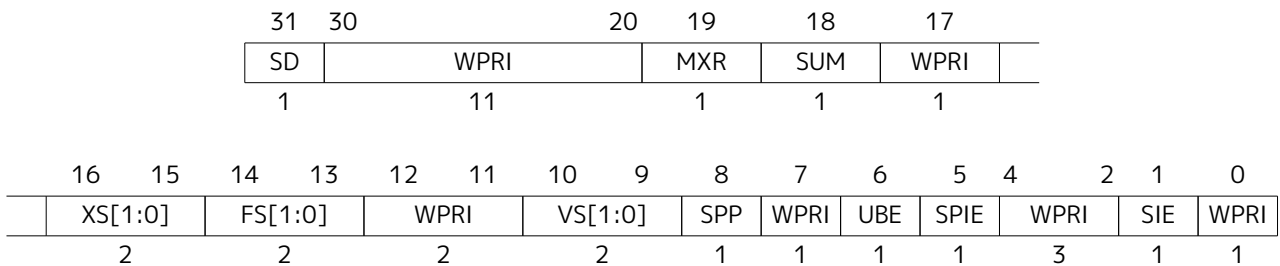 31 30 20 19 18 17
SD WPRI MXR SUM WPRI
1 11 1 1 1
16 15 14 13 12 11 10 9 8 7 6 5 4 2 1 0
XS[1:0] FS[1:0] WPRI VS[1:0] SPP WPRI UBE SPIE WPRI SIE WPRI
2 2 2 2 1 1 1 1 3 1 1